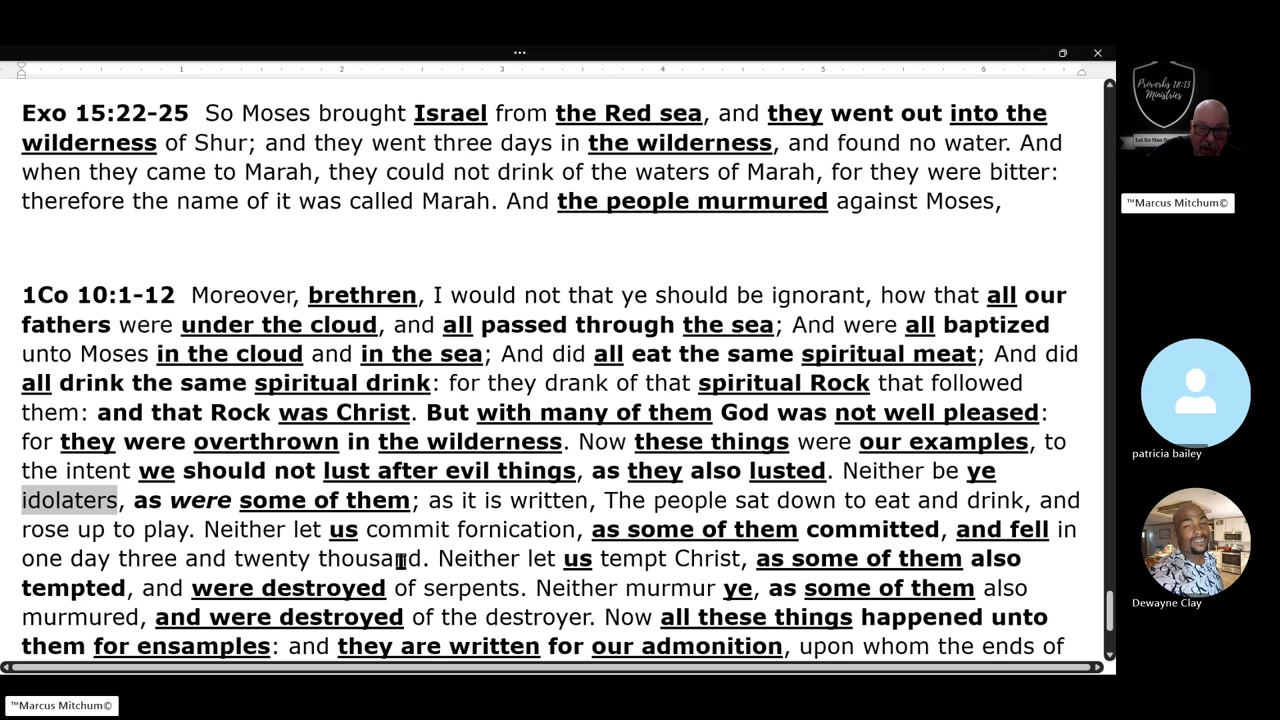 1
2
3
4
5
6
Exo 15:22-25 So Moses brought Israel from the Red sea, and they went out into the
wilderness of Shur; and they went three days in the wilderness, and found no water. And
when they came to Marah, they could not drink of the waters of Marah, for they were bitter:
therefore the name of it was called Marah. And the people murmured against Moses,
1Co 10:1-12 Moreover, brethren, I would not that ye should be ignorant, how that all our
fathers were under the cloud, and all passed through the sea; And were all baptized
unto Moses in the cloud and in the sea; And did all eat the same spiritual meat; And did
all drink the same spiritual drink: for they drank of that spiritual Rock that followed
them: and that Rock was Christ. But with many of them God was not well pleased:
for they were overthrown in the wilderness. Now these things were our examples, to
the intent we should not lust after evil things, as they also lusted. Neither be ye
idolaters, as were some of them; as it is written, The people sat down to eat and drink, and
rose up to play. Neither let us commit fornication, as some of them committed, and fell in
one day three and twenty thousand. Neither let us tempt Christ, as some of them also
tempted, and were destroyed of serpents. Neither murmur ye, as some of them also
murmured, and were destroyed of the destroyer. Now all these things happened unto
them for ensamples: and they are written for our admonition, upon whom the ends of
Proverbs 18:13
Ministries
™Marcus Mitchum©
patricia bailey
Dewayne Clay
™Marcus Mitchum©